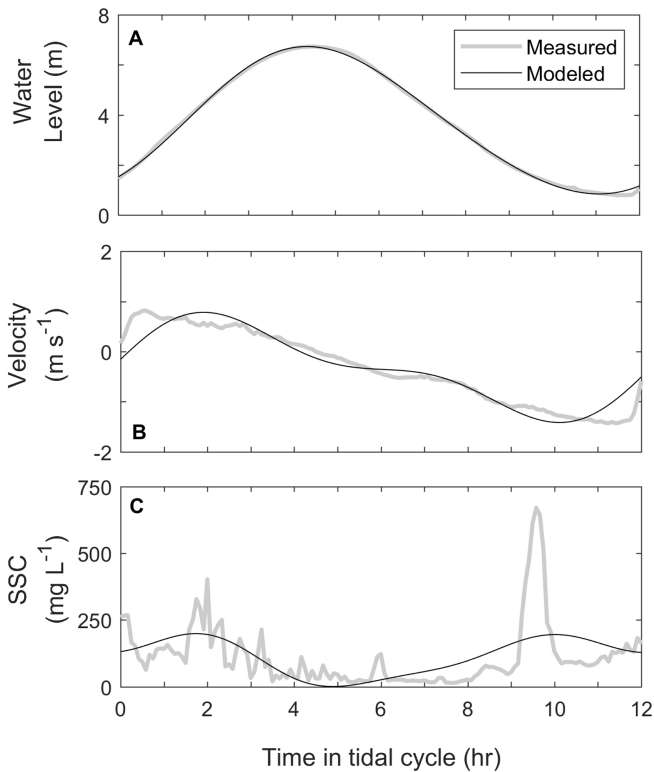 A
Measured
Modeled
Water
Level (m)
8
4
0
B
Velocity
(m s⁻¹)
2
0
-2
C
SSC
(mg L⁻¹)
750
500
250
0
0 2 4 6 8 10 12
Time in tidal cycle (hr)